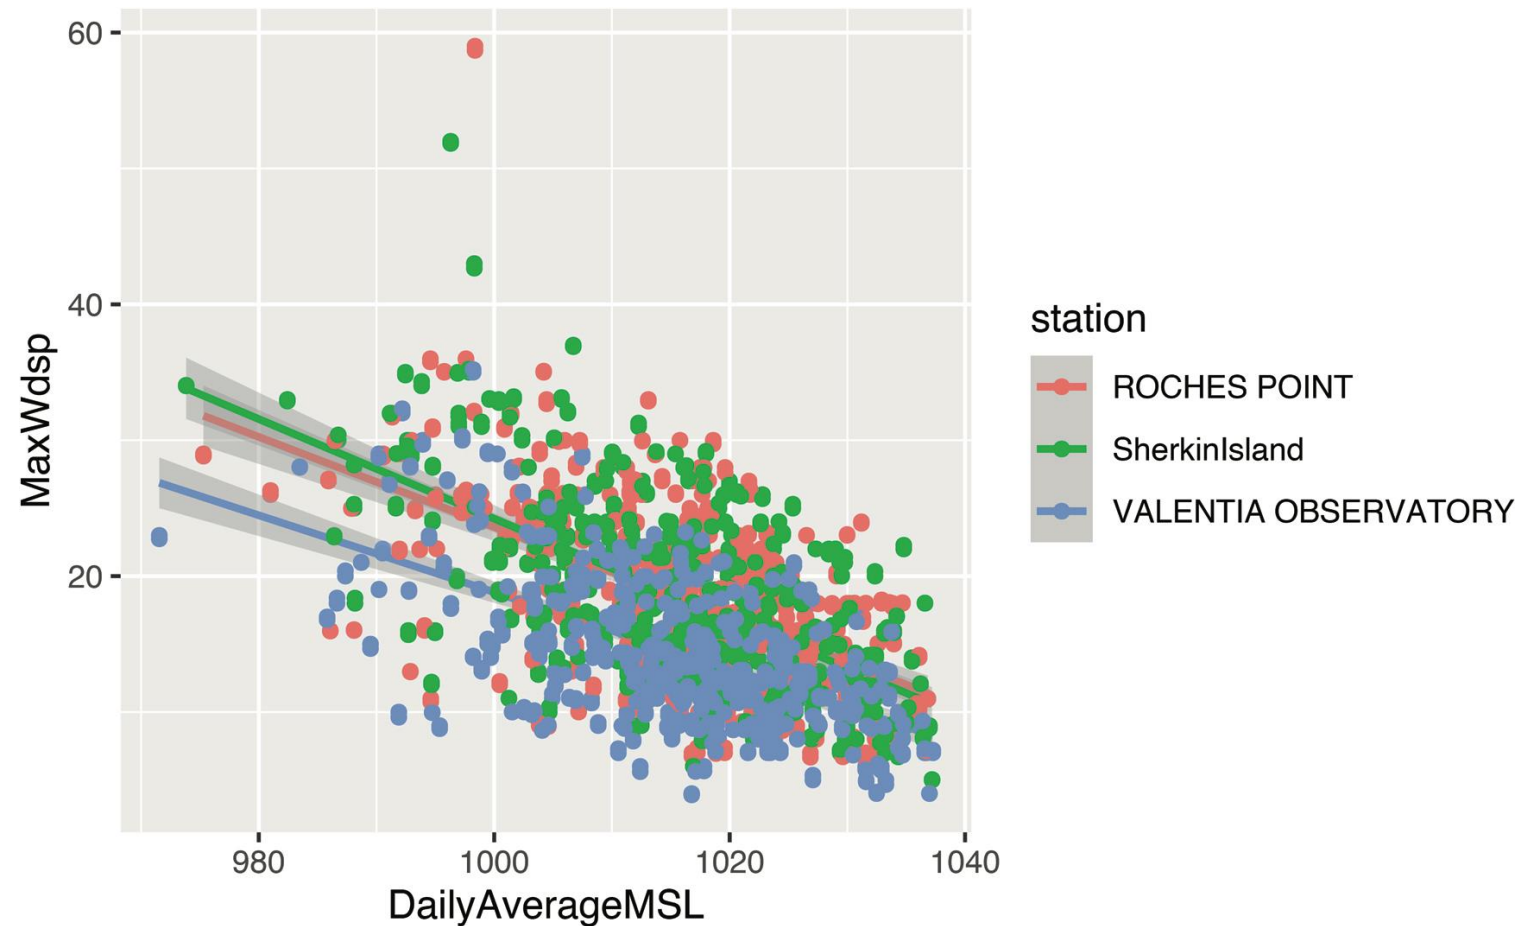 60
40
20
MaxWdsp
980 1000 1020 1040
DailyAverageMSL
station
ROCHES POINT
SherkinIsland
VALENTIA OBSERVATORY